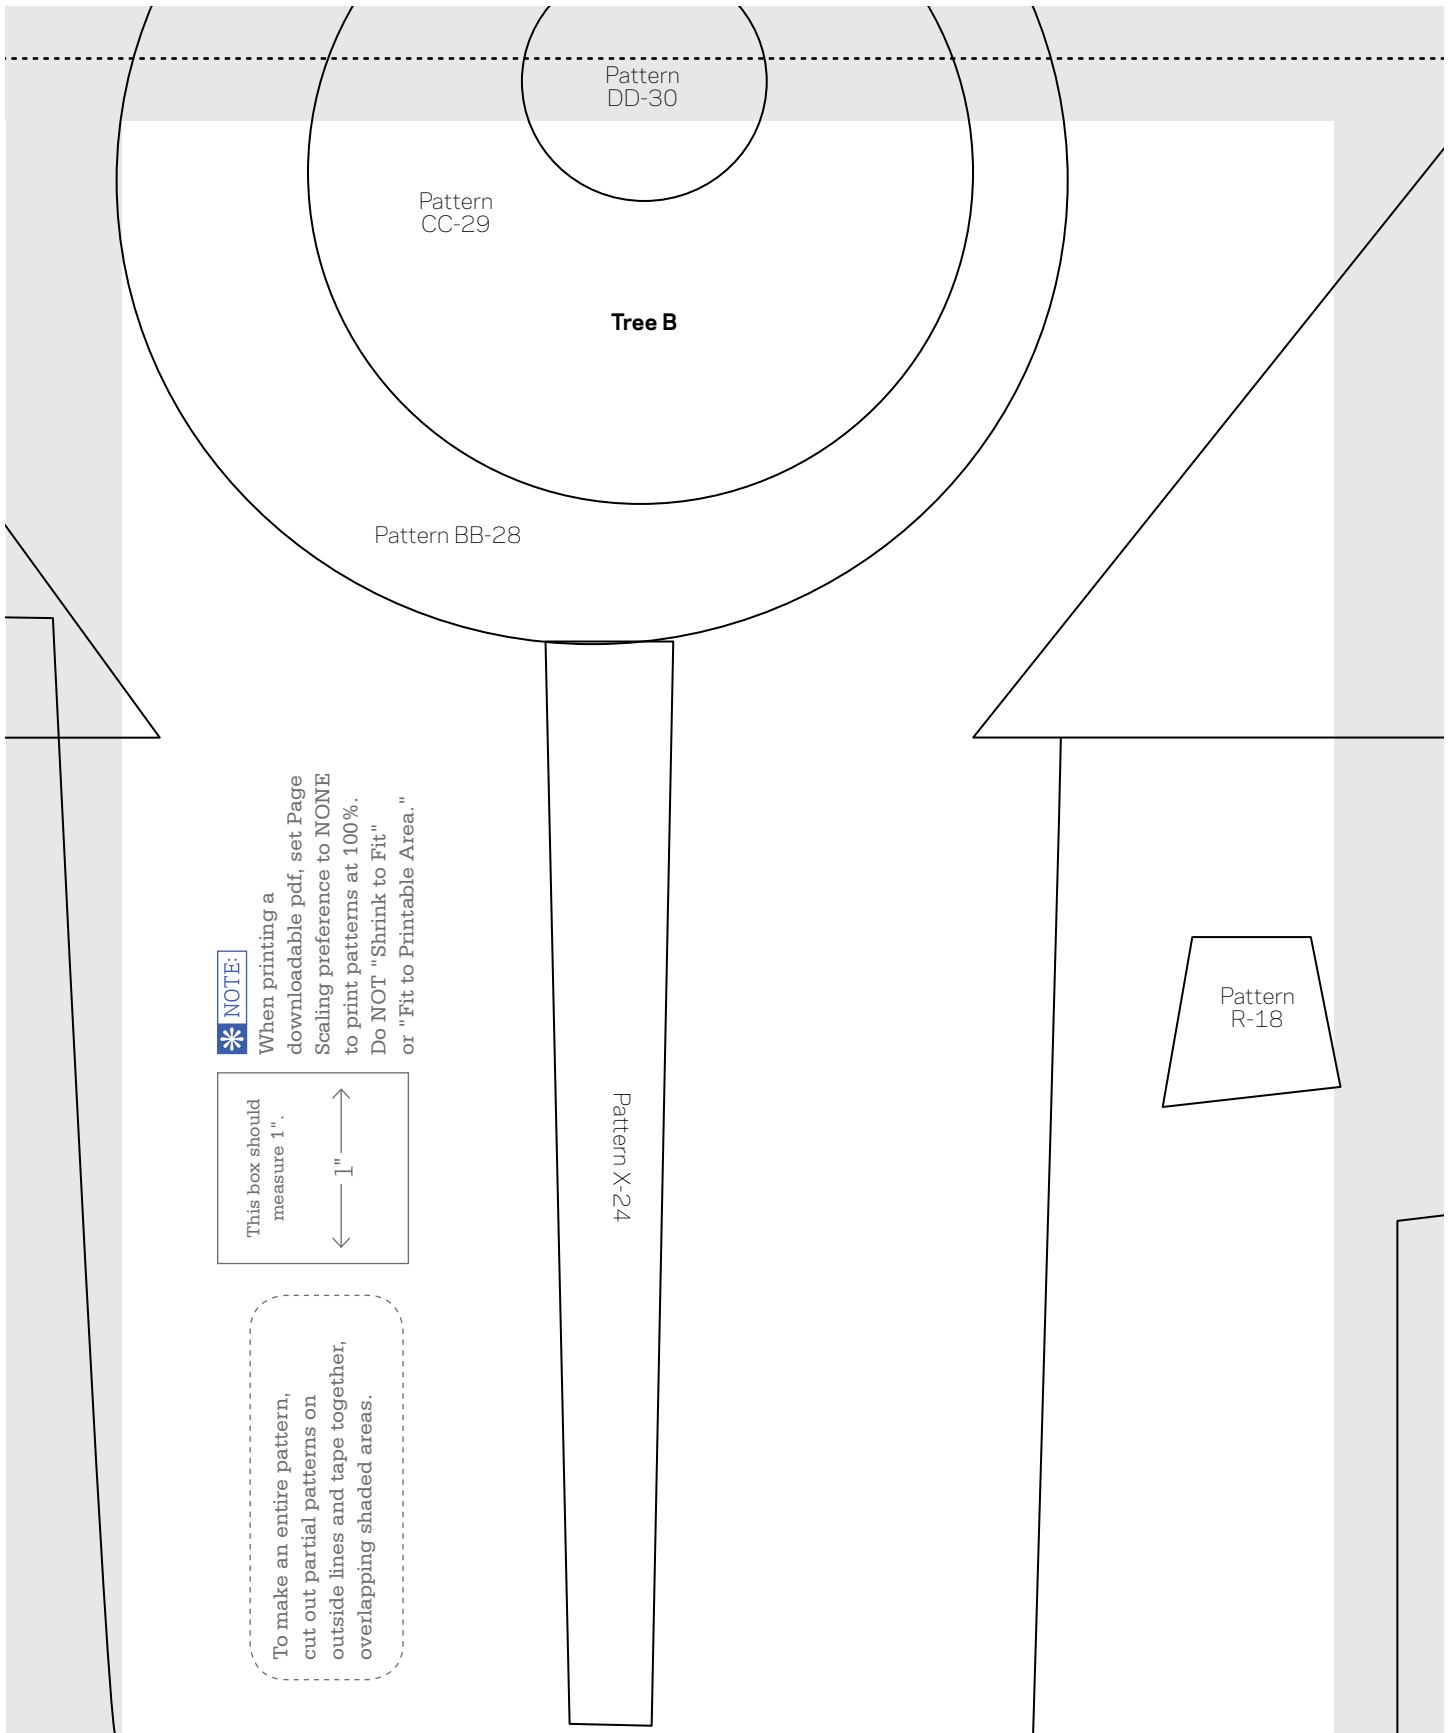 Pattern
DD-30
Pattern
CC-29
Tree B
Pattern BB-28
NOTE:
When printing a
downloadable pdf, set Page
Scaling preference to NONE
to print patterns at 100%.
Do NOT "Shrink to Fit"
or "Fit to Printable Area."
Pattern
R-18
This box should
measure 1".
1"
Pattern X-24
To make an entire pattern,
cut out partial patterns on
outside lines and tape together,
overlapping shaded areas.